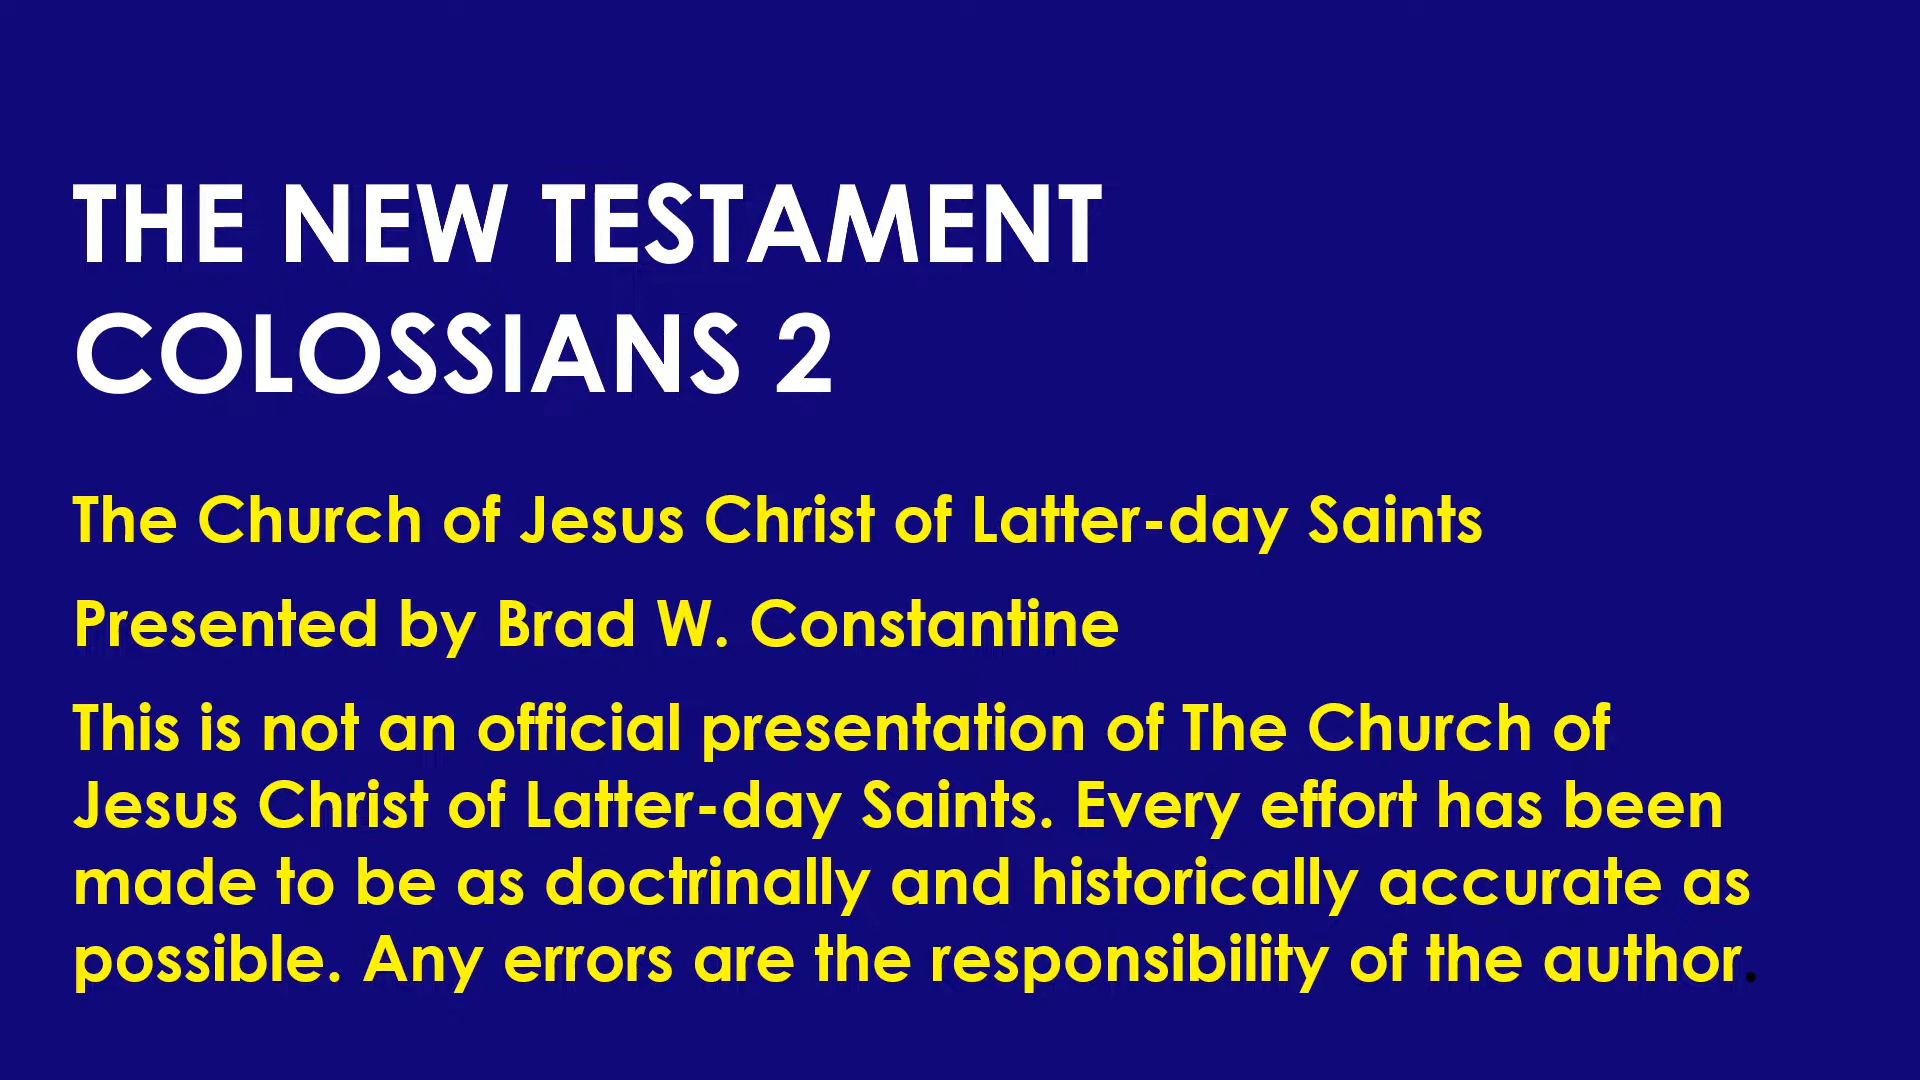 THE NEW TESTAMENT
COLOSSIANS 2
The Church of Jesus Christ of Latter-day Saints
Presented by Brad W. Constantine
This is not an official presentation of The Church of
Jesus Christ of Latter-day Saints. Every effort has been
made to be as doctrinally and historically accurate as
possible. Any errors are the responsibility of the author.